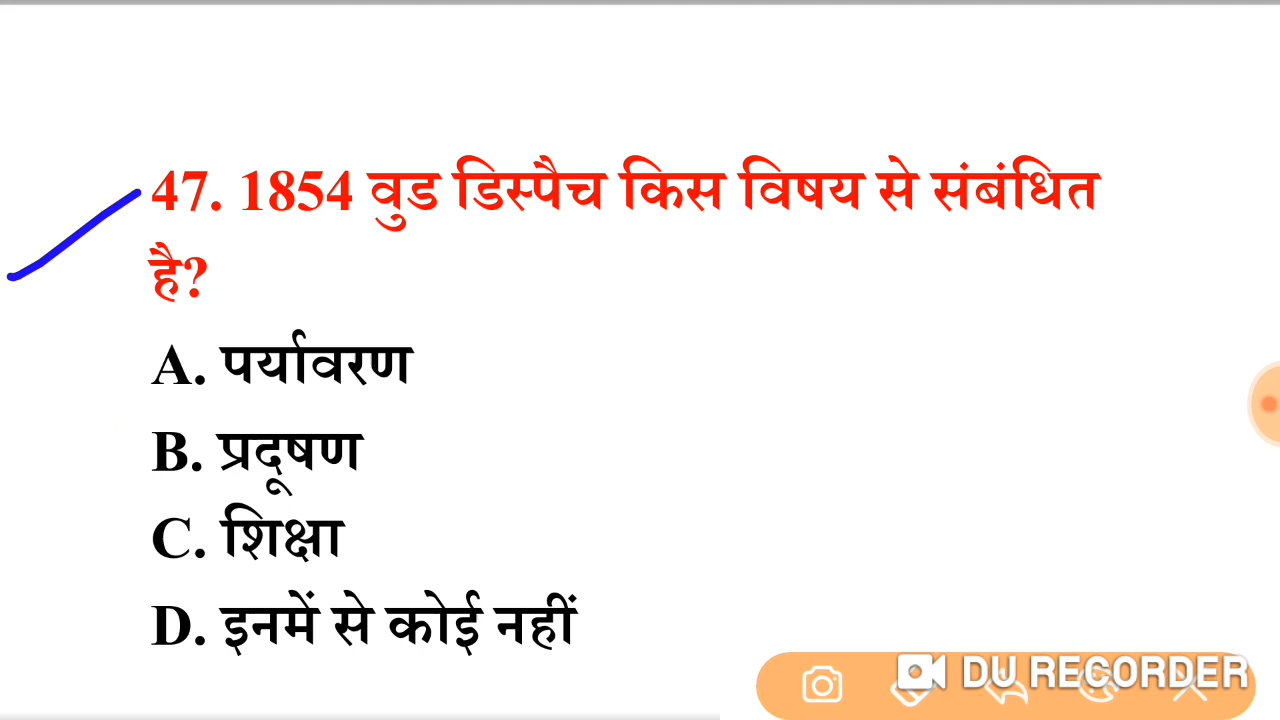 47. 1854 वुड डिस्पैच किस विषय से संबंधित
है?
A. पर्यावरण
B. प्रदूषण
C. शिक्षा
D. इनमें से कोई नहीं
DU RECORDER